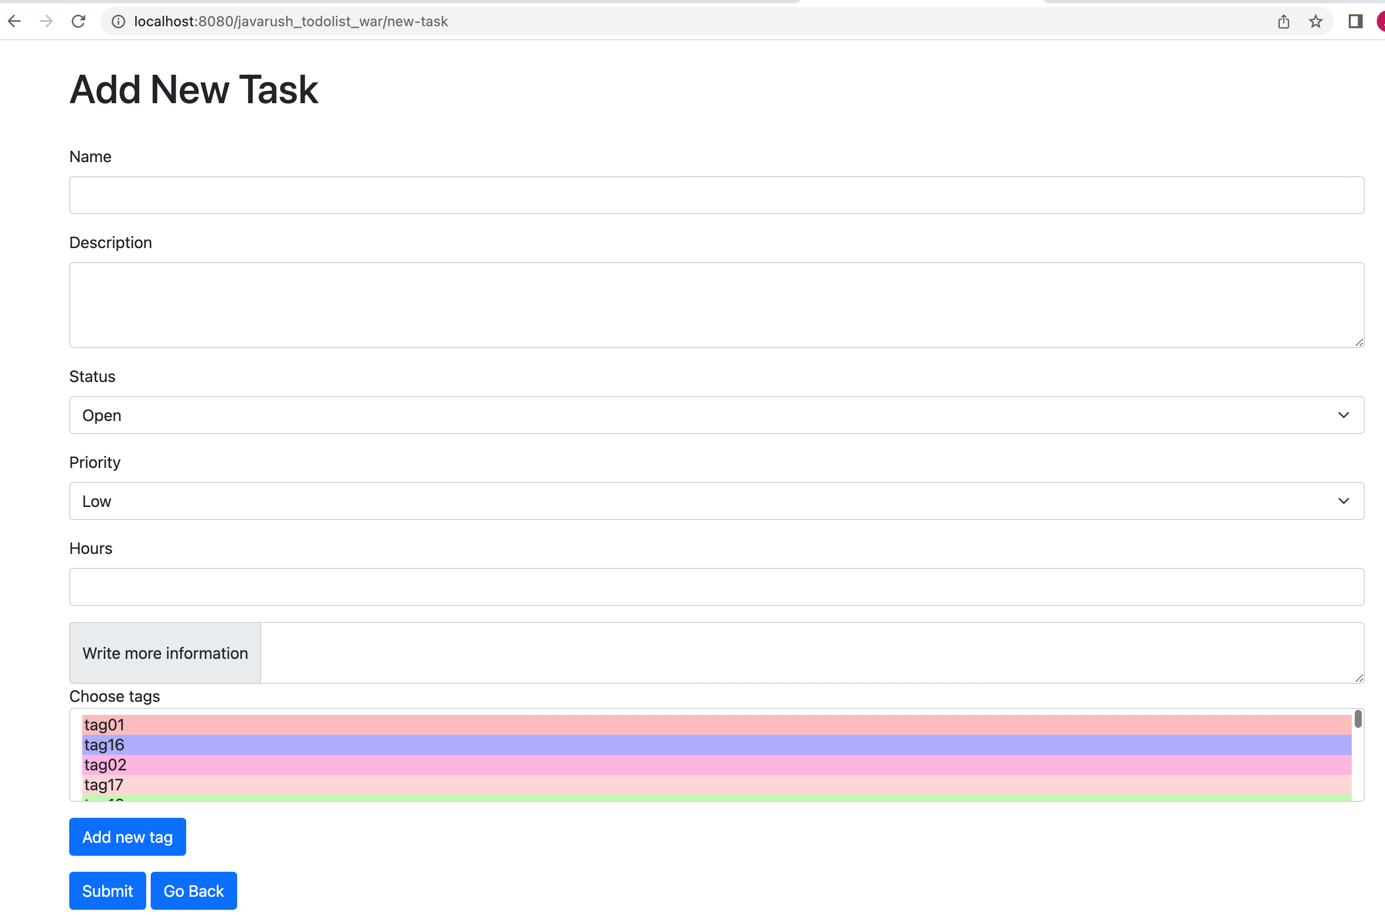 localhost:8080/javarush_todolist_war/new-task
Add New Task
Name
Description
Status
Open
Priority
Low
Hours
Write more information
Choose tags
tag01
tag16
tag02
tag17
Add new tag
Submit Go Back